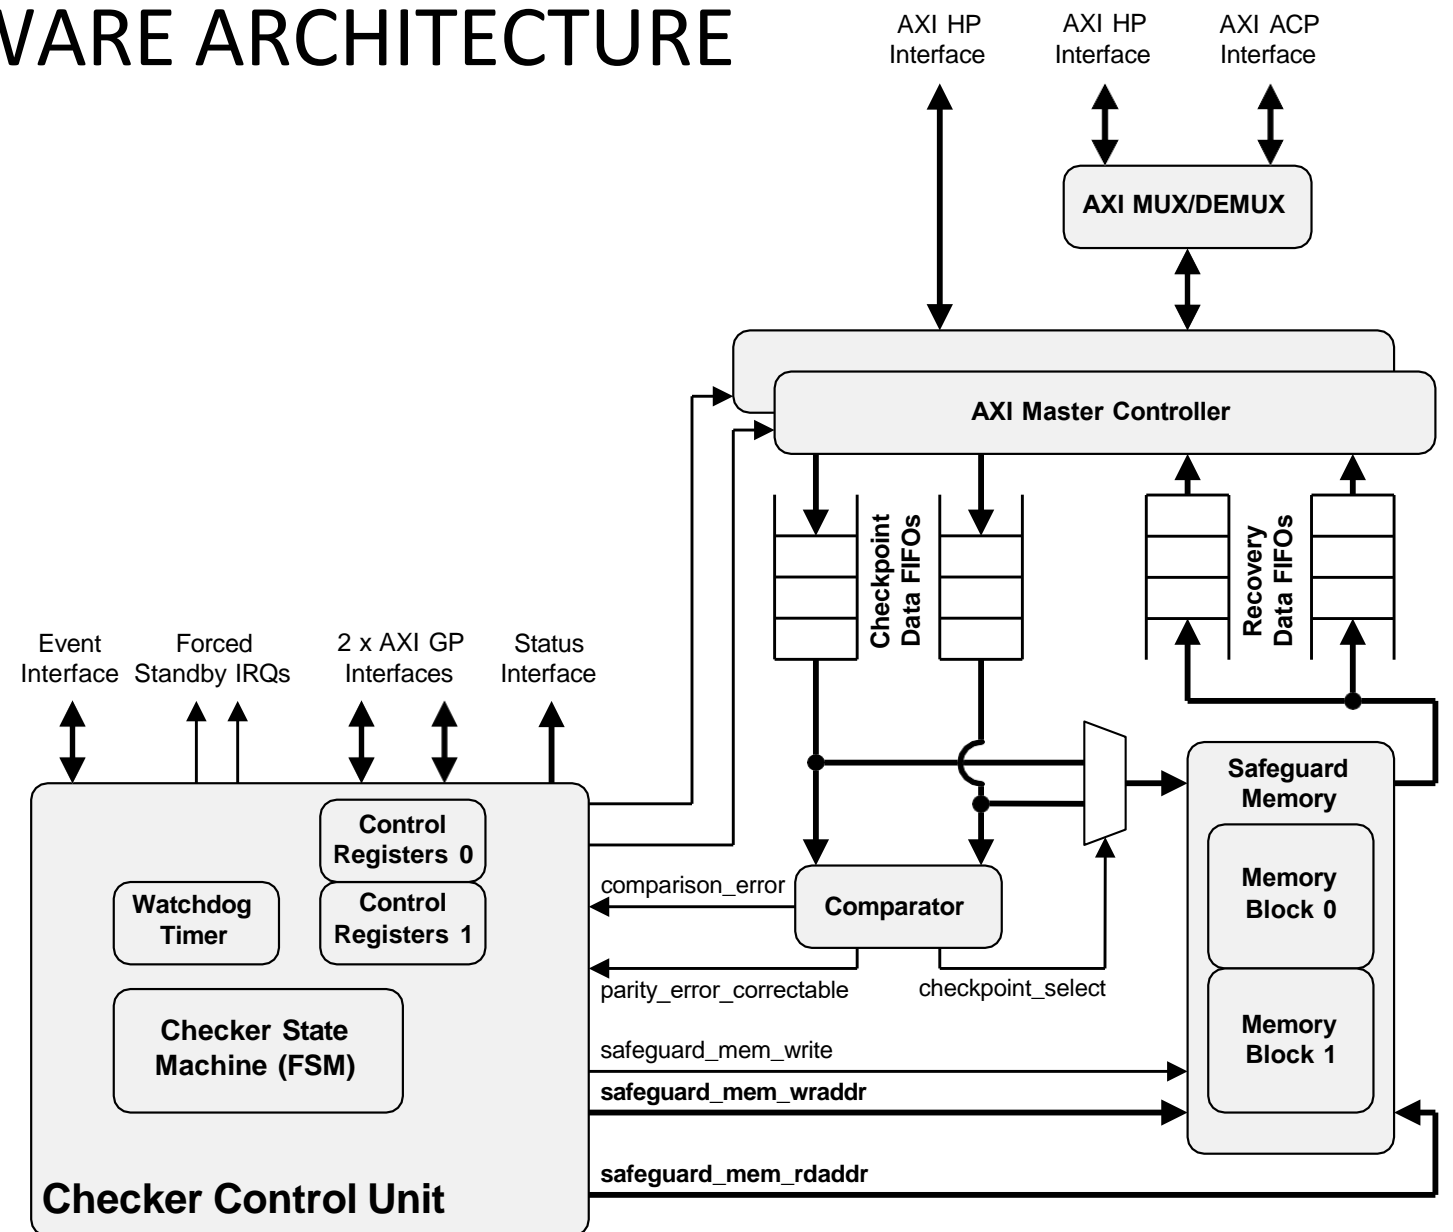 WARE ARCHITECTURE
AXI HP
Interface
AXI HP
Interface
AXI ACP
Interface
AXI MUX/DEMUX
AXI Master Controller
Checkpoint
Data FIFOs
Recovery
Data FIFOs
Event
Interface
Forced
Standby IRQs
2 x AXI GP
Interfaces
Status
Interface
Control
Registers 0
Control
Registers 1
Watchdog
Timer
Checker State
Machine (FSM)
Checker Control Unit
comparison_error
Comparator
parity_error_correctable
checkpoint_select
safeguard_mem_write
safeguard_mem_wraddr
safeguard_mem_rdaddr
Safeguard
Memory
Memory
Block 0
Memory
Block 1